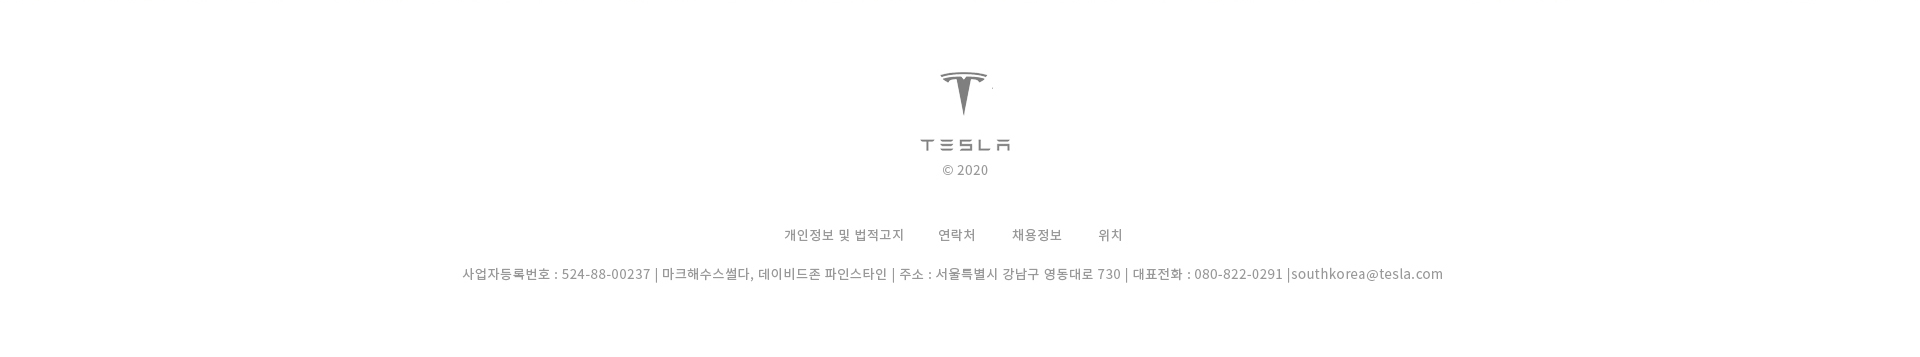 TESLA
© 2020
개인정보 및 법적고지 연락처 채용정보 위치
사업자등록번호 : 524-88-00237 | 마크해수스썰다, 데이비드존 파인스타인 | 주소 : 서울특별시 강남구 영동대로 730 | 대표전화 : 080-822-0291 |southkorea@tesla.com